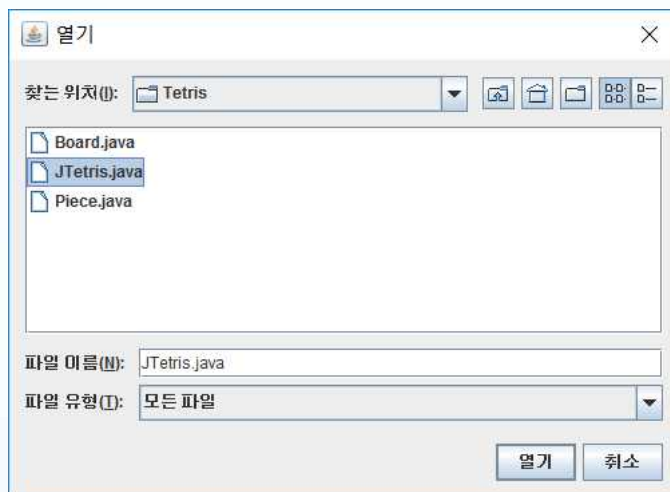 열기
찾는 위치(I): Tetris
Board.java
JTetris.java
Piece.java
파일 이름(N): JTetris.java
파일 유형(T): 모든 파일
열기 취소